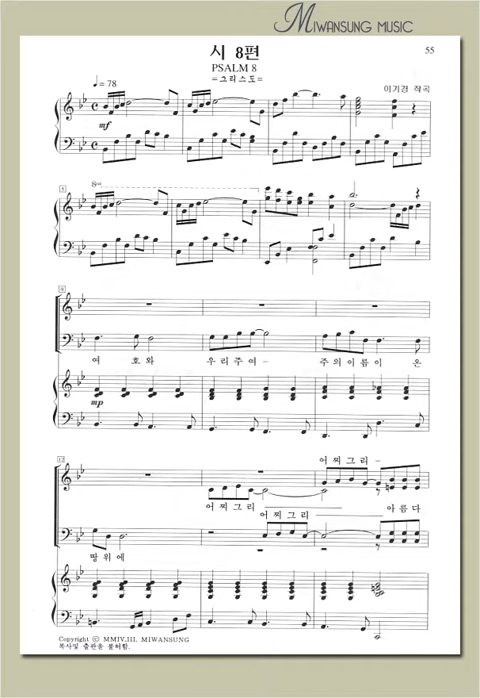 MIWANSUNG MUSIC
시 8편
55
PSALM 8
=그리스도=
이기경 작곡
♩= 78
mf
5
8va
9
여 호와 우리주여- 주의이름이 온
mp
12
어찌그리-
어찌그리 아름다
어찌그리
땅위에
Copyright ⓒ MMIV.III. MIWANSUNG
복사및 출판을 불허함.